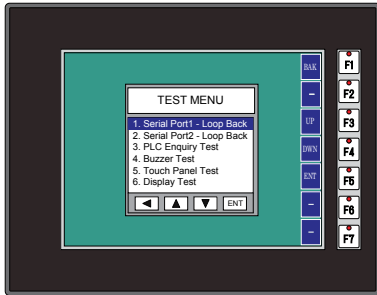 TEST MENU
1. Serial Port1 - Loop Back
2. Serial Port2 - Loop Back
3. PLC Enquiry Test
4. Buzzer Test
5. Touch Panel Test
6. Display Test
ENT
BAK
–
UP
DWN
ENT
–
–
F1
F2
F3
F4
F5
F6
F7